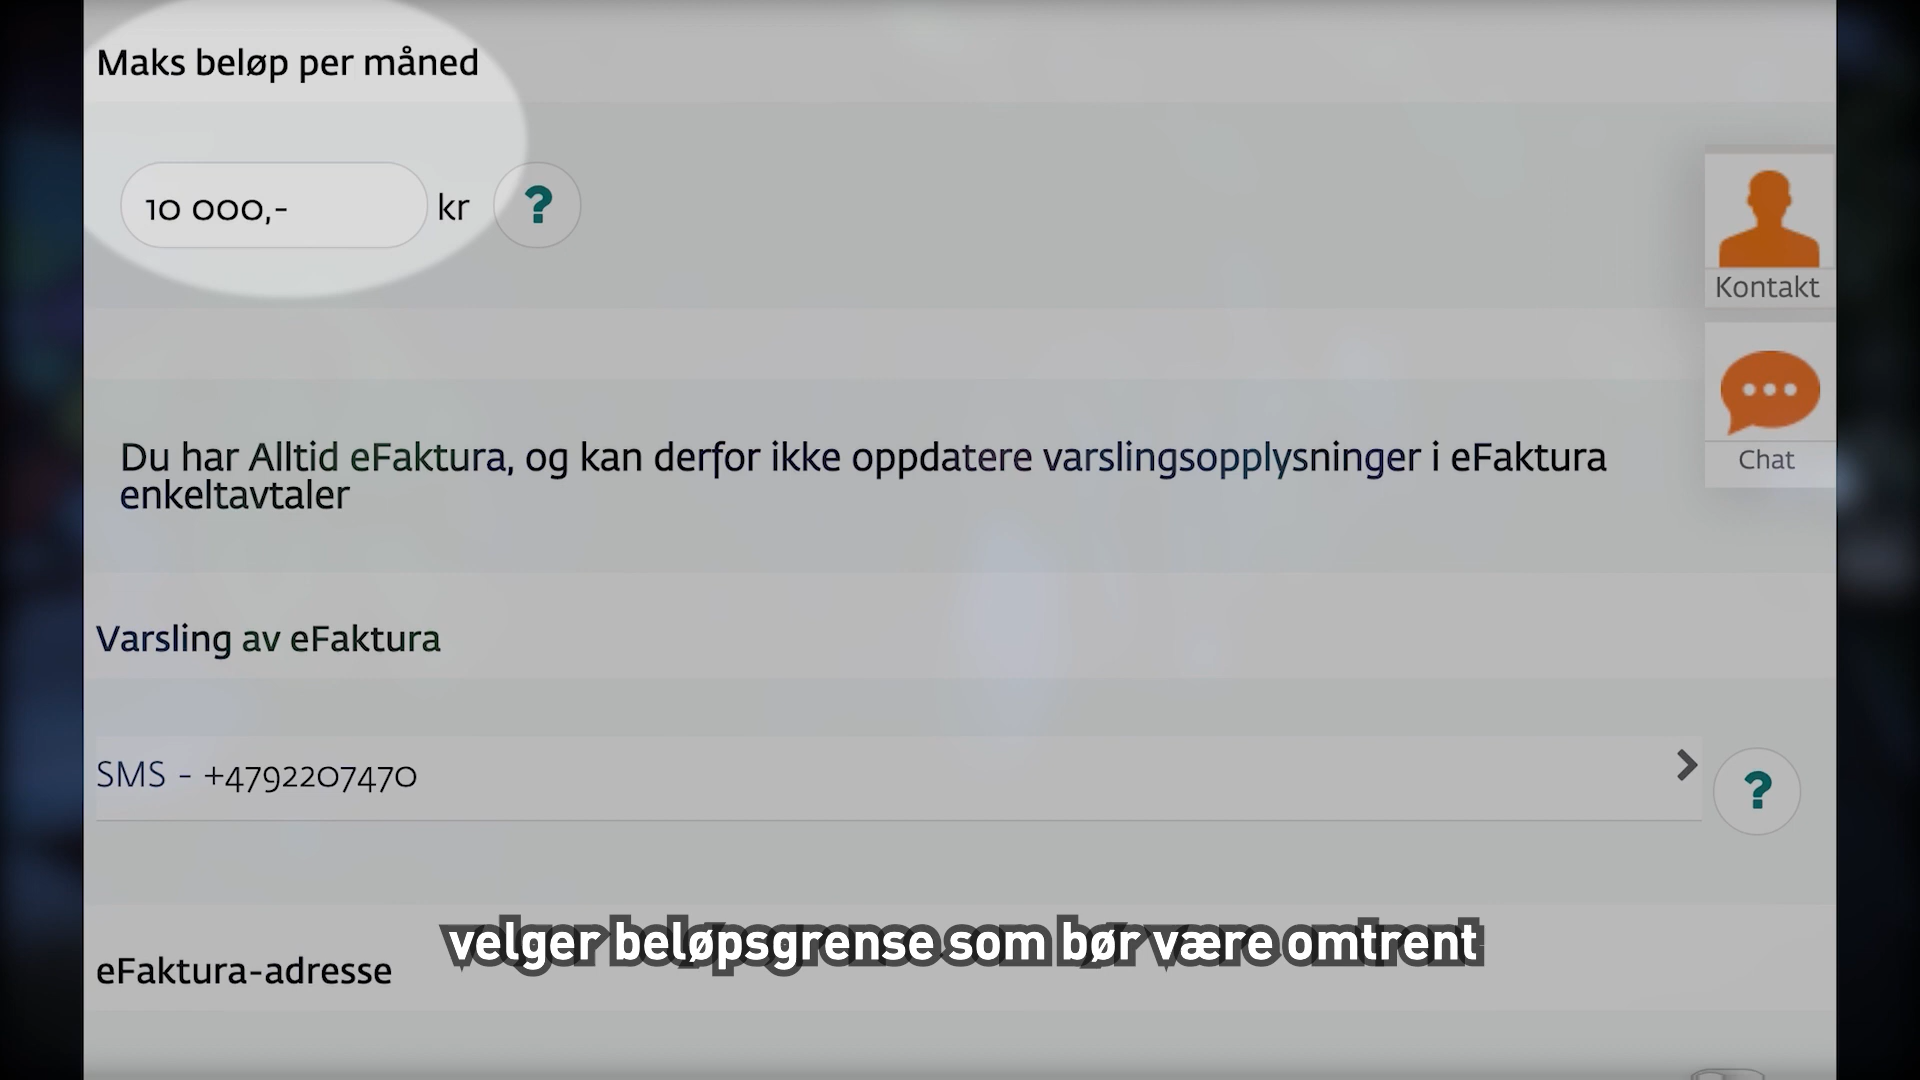 Maks beløp per måned
10 000,- kr ?
Kontakt
Chat
Du har Alltid eFaktura, og kan derfor ikke oppdatere varslingsopplysninger i eFaktura
enkeltavtaler
Varsling av eFaktura
SMS - +4792207470 ?
velger beløpsgrense som bør være omtrent
eFaktura-adresse